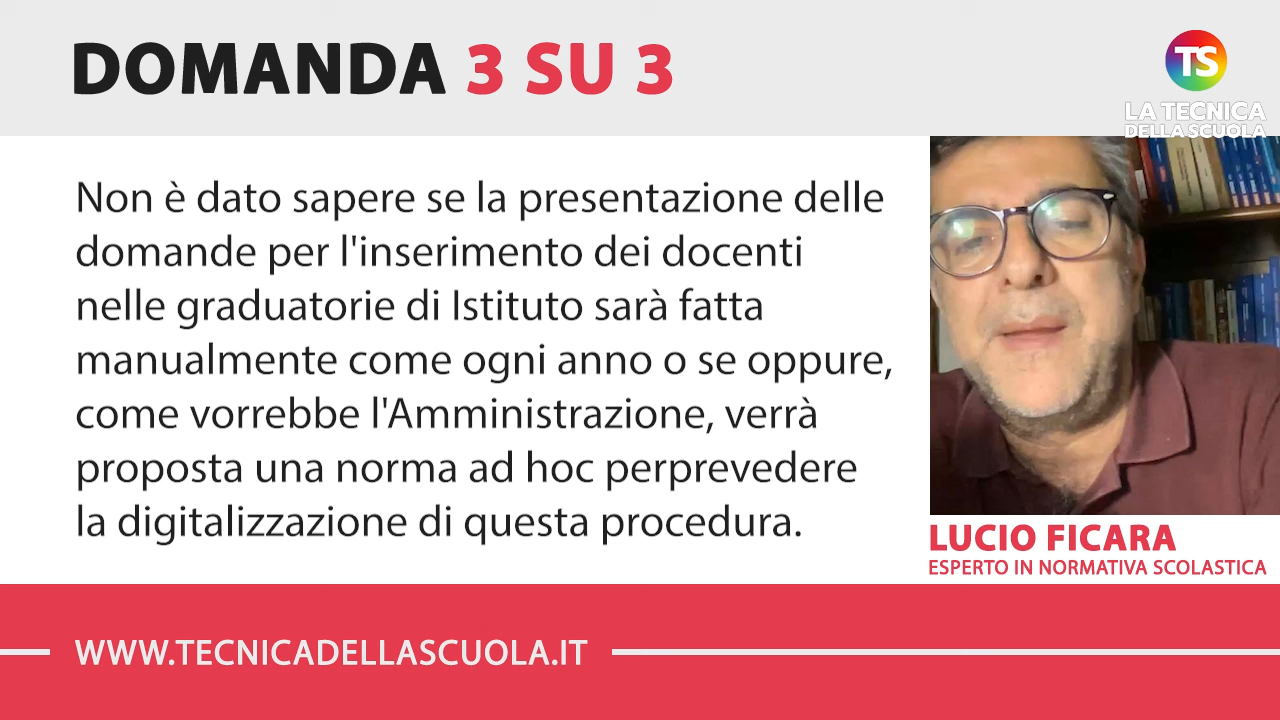 DOMANDA 3 SU 3
TS
LA TECNICA
DELLA SCUOLA
Non è dato sapere se la presentazione delle
domande per l'inserimento dei docenti
nelle graduatorie di Istituto sarà fatta
manualmente come ogni anno o se oppure,
come vorrebbe l'Amministrazione, verrà
proposta una norma ad hoc perprevedere
la digitalizzazione di questa procedura.
LUCIO FICARA
ESPERTO IN NORMATIVA SCOLASTICA
WWW.TECNICADELLASCUOLA.IT